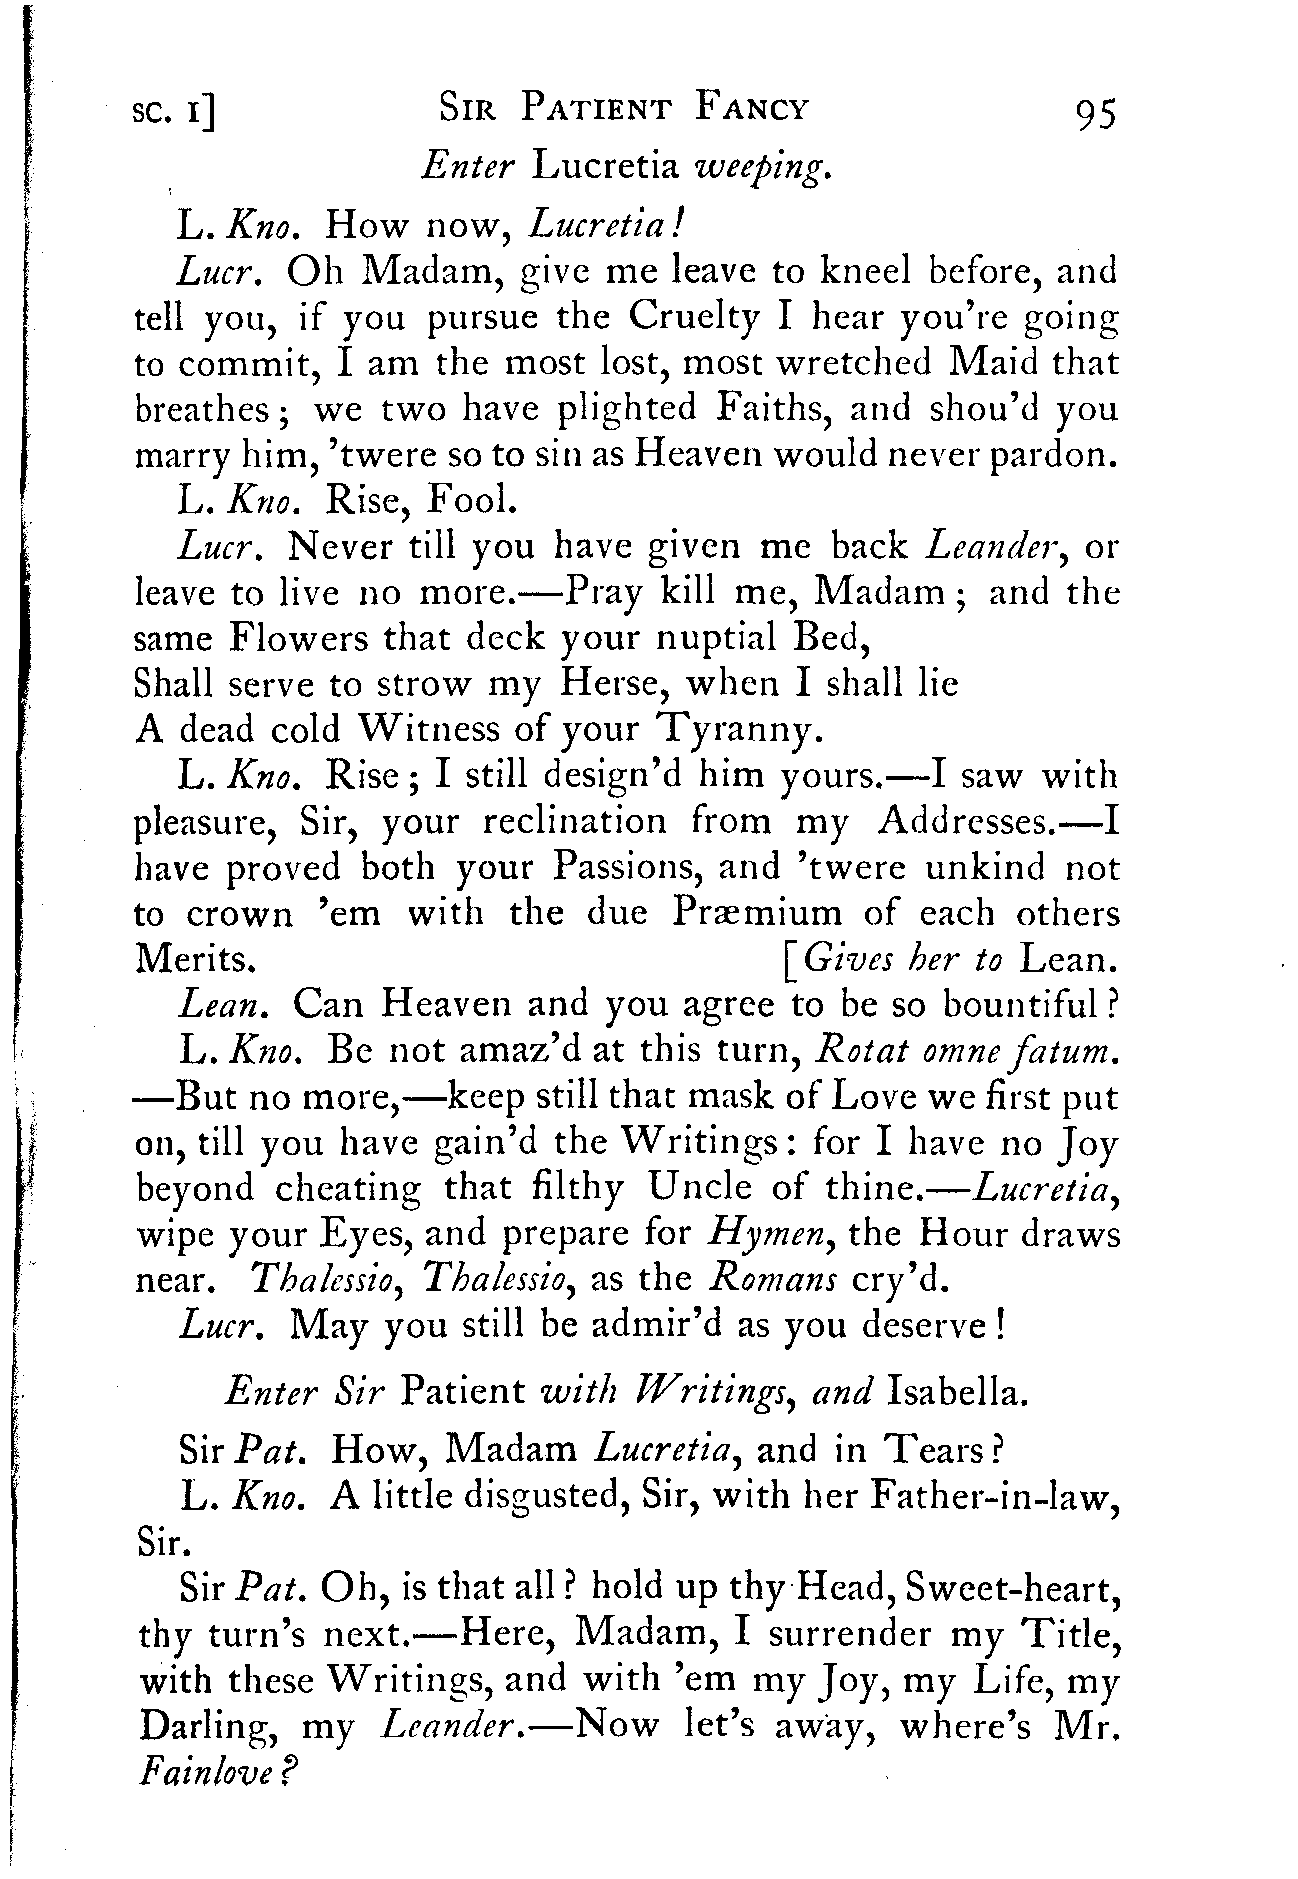 sc. I] Sir Patient Fancy 95
Enter Lucretia weeping.
L. Kno. How now, Lucretia!
Lucr. Oh Madam, give me leave to kneel before, and
tell you, if you pursue the Cruelty I hear you're going
to commit, I am the most lost, most wretched Maid that
breathes; we two have plighted Faiths, and shou'd you
marry him, 'twere so to sin as Heaven would never pardon.
L. Kno. Rise, Fool.
Lucr. Never till you have given me back Leander, or
leave to live no more.—Pray kill me, Madam; and the
same Flowers that deck your nuptial Bed,
Shall serve to strow my Herse, when I shall lie
A dead cold Witness of your Tyranny.
L. Kno. Rise; I still design'd him yours.—I saw with
pleasure, Sir, your reclination from my Addresses.—I
have proved both your Passions, and 'twere unkind not
to crown 'em with the due Præmium of each others
Merits. [Gives her to Lean.
Lean. Can Heaven and you agree to be so bountiful?
L. Kno. Be not amaz'd at this turn, Rotat omne fatum.
—But no more,—keep still that mask of Love we first put
on, till you have gain'd the Writings: for I have no Joy
beyond cheating that filthy Uncle of thine.—Lucretia,
wipe your Eyes, and prepare for Hymen, the Hour draws
near. Thalessio, Thalessio, as the Romans cry'd.
Lucr. May you still be admir'd as you deserve!
Enter Sir Patient with Writings, and Isabella.
Sir Pat. How, Madam Lucretia, and in Tears?
L. Kno. A little disgusted, Sir, with her Father-in-law,
Sir.
Sir Pat. Oh, is that all? hold up thy Head, Sweet-heart,
thy turn's next.—Here, Madam, I surrender my Title,
with these Writings, and with 'em my Joy, my Life, my
Darling, my Leander.—Now let's away, where's Mr.
Fainlove?